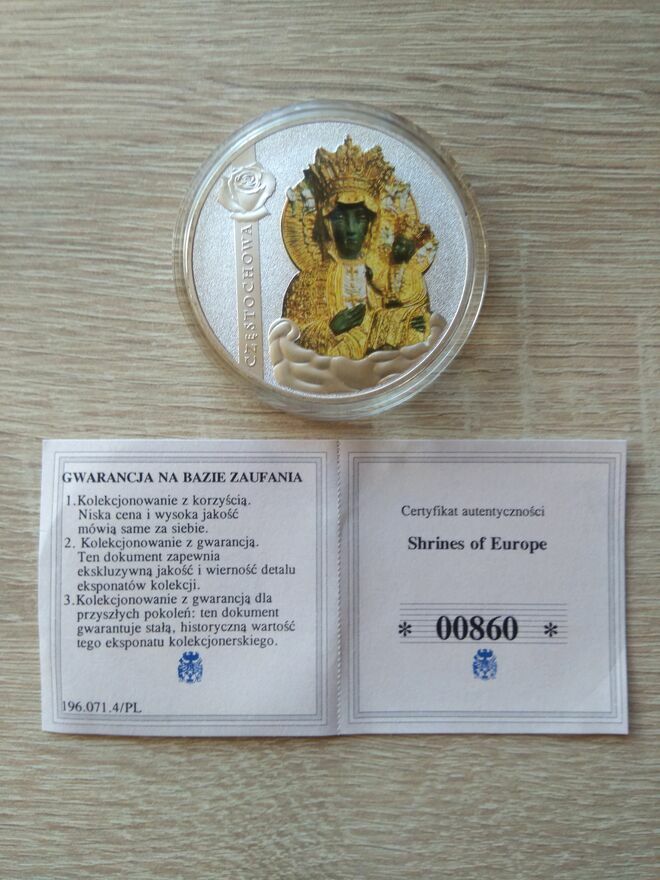 CZĘSTOCHOWA
GWARANCJA NA BAZIE ZAUFANIA
1.Kolekcjonowanie z korzyścią.
Niska cena i wysoka jakość
mówią same za siebie.
2. Kolekcjonowanie z gwarancją.
Ten dokument zapewnia
ekskluzywną jakość i wierność detalu
eksponatów kolekcji.
3.Kolekcjonowanie z gwarancją dla
przyszłych pokoleń: ten dokument
gwarantuje stałą, historyczną wartość
tego eksponatu kolekcjonerskiego.
196.071.4/PL
Certyfikat autentyczności
Shrines of Europe
* 00860 *